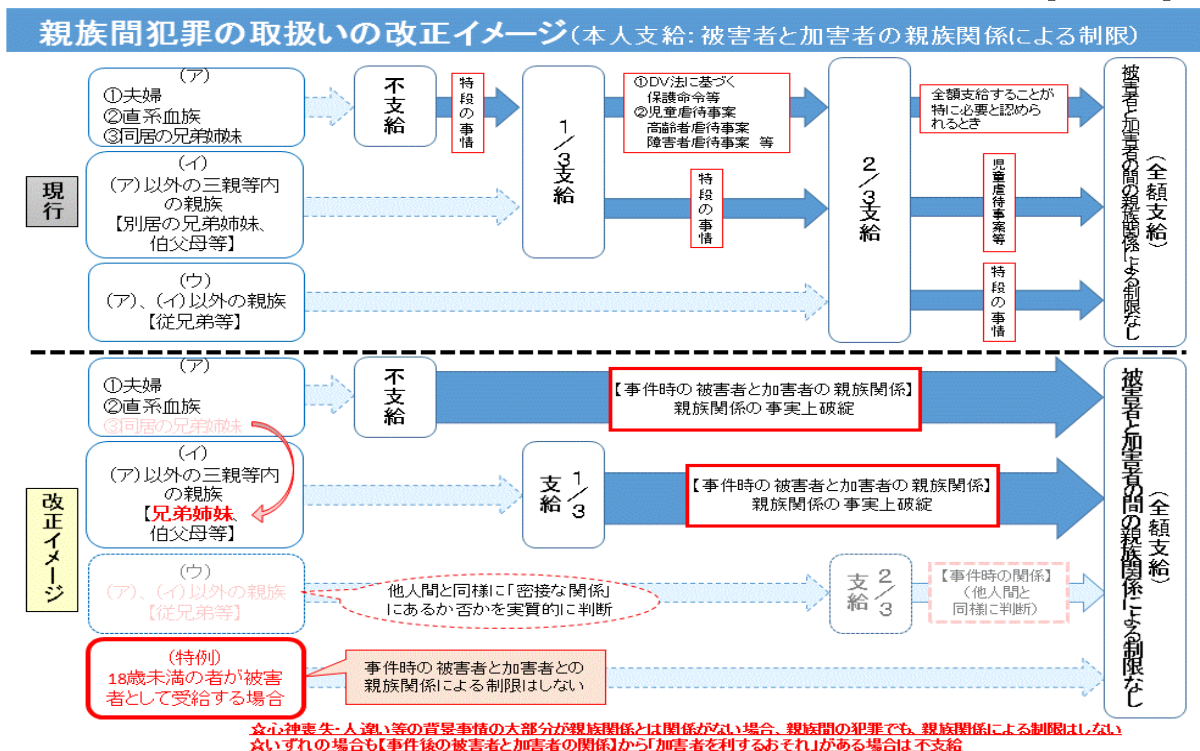 親族間犯罪の取扱いの改正イメージ(本人支給:被害者と加害者の親族関係による制限)
現行
(ア)
①夫婦
②直系血族
③同居の兄弟姉妹
不支給
特段の事情
1/3支給
①DV法に基づく
保護命令等
②児童虐待事案
高齢者虐待事案
障害者虐待事案 等
2/3支給
全額支給することが
特に必要と認めら
れるとき
被害者と加害者の間の親族関係による制限なし
(全額支給)
(イ)
(ア)以外の三親等内
の親族
【別居の兄弟姉妹、
伯父母等】
特段の事情
児童虐待事案等
(ウ)
(ア)、(イ)以外の親族
【従兄弟等】
特段の事情
改正イメージ
(ア)
①夫婦
②直系血族
③同居の兄弟姉妹
不支給
【事件時の被害者と加害者の親族関係】
親族関係の事実上破綻
被害者と加害者の間の親族関係による制限なし
(全額支給)
(イ)
(ア)以外の三親等内
の親族
【兄弟姉妹、
伯父母等】
1/3
支給
【事件時の被害者と加害者の親族関係】
親族関係の事実上破綻
(ウ)
(ア)、(イ)以外の親族
【従兄弟等】
他人間と同様に「密接な関係」
にあるか否かを実質的に判断
2/3
支給
【事件時の関係】
(他人間と
同様に判断)
(特例)
18歳未満の者が被害
者として受給する場合
事件時の被害者と加害者との
親族関係による制限はしない
☆心神喪失・人違い等の背景事情の大部分が親族関係とは関係がない場合、親族間の犯罪でも、親族関係による制限はしない
☆いずれの場合も【事件後の被害者と加害者の関係】から「加害者を利するおそれ」がある場合は不支給